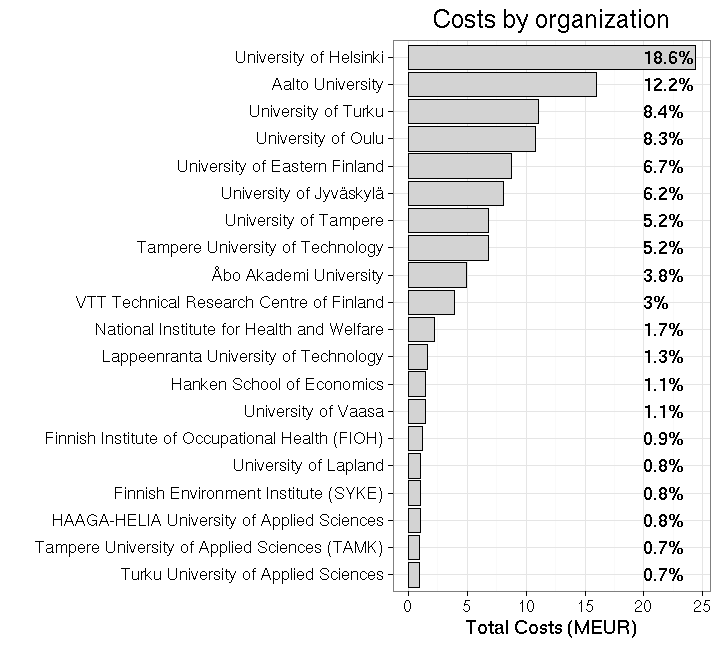 Costs by organization
University of Helsinki 18.6%
Aalto University 12.2%
University of Turku 8.4%
University of Oulu 8.3%
University of Eastern Finland 6.7%
University of Jyväskylä 6.2%
University of Tampere 5.2%
Tampere University of Technology 5.2%
Åbo Akademi University 3.8%
VTT Technical Research Centre of Finland 3%
National Institute for Health and Welfare 1.7%
Lappeenranta University of Technology 1.3%
Hanken School of Economics 1.1%
University of Vaasa 1.1%
Finnish Institute of Occupational Health (FIOH) 0.9%
University of Lapland 0.8%
Finnish Environment Institute (SYKE) 0.8%
HAAGA-HELIA University of Applied Sciences 0.8%
Tampere University of Applied Sciences (TAMK) 0.7%
Turku University of Applied Sciences 0.7%
0 5 10 15 20 25
Total Costs (MEUR)